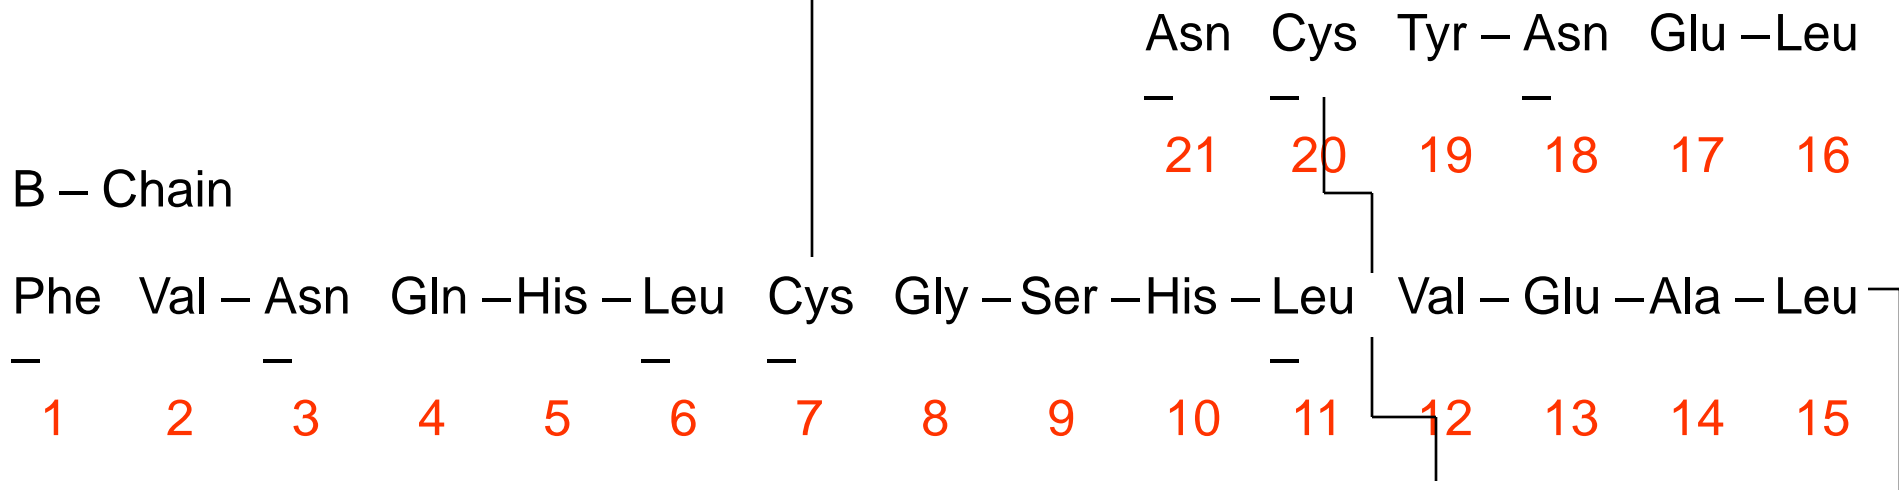 Asn Cys Tyr – Asn Glu – Leu
– – –
21 20 19 18 17 16
B – Chain
Phe Val – Asn Gln – His – Leu Cys Gly – Ser – His – Leu Val – Glu – Ala – Leu
– – – – –
1 2 3 4 5 6 7 8 9 10 11 12 13 14 15